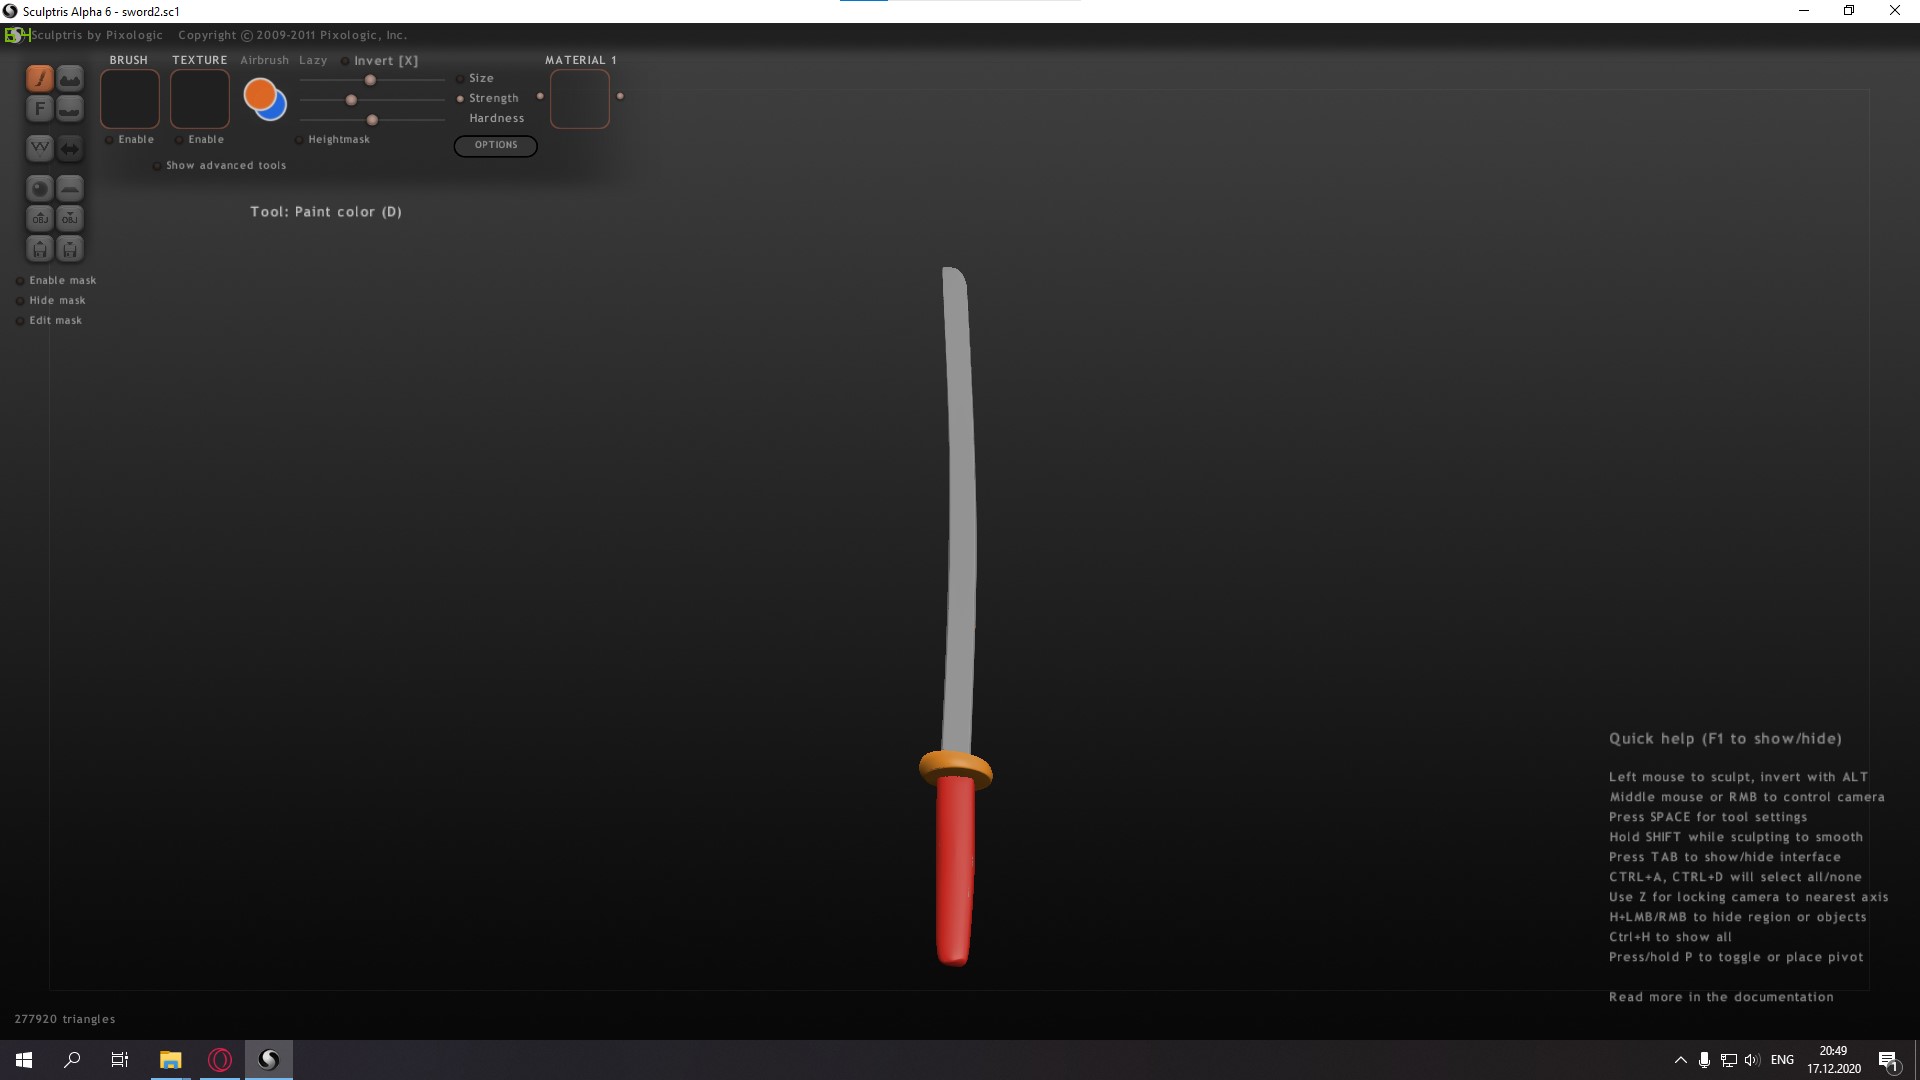 Sculptris Alpha 6 - sword2.sc1
Sculptris by Pixologic Copyright © 2009-2011 Pixologic, Inc.
BRUSH TEXTURE Airbrush Lazy Invert [X] MATERIAL 1
Size
Strength
Hardness
F
Enable Enable Heightmask OPTIONS
Show advanced tools
Tool: Paint color (D)
OBJ OBJ
Enable mask
Hide mask
Edit mask
Quick help (F1 to show/hide)
Left mouse to sculpt, invert with ALT
Middle mouse or RMB to control camera
Press SPACE for tool settings
Hold SHIFT while sculpting to smooth
Press TAB to show/hide interface
CTRL+A, CTRL+D will select all/none
Use Z for locking camera to nearest axis
H+LMB/RMB to hide region or objects
Ctrl+H to show all
Press/hold P to toggle or place pivot
Read more in the documentation
277920 triangles
ENG
20:49
17.12.2020
1